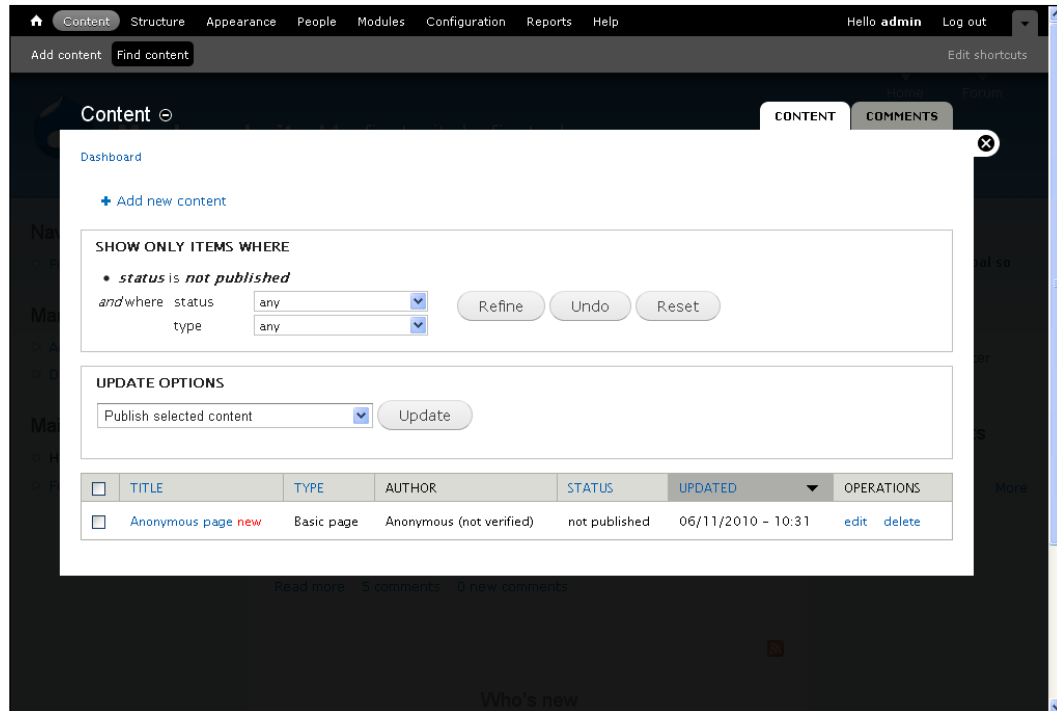 Content Structure Appearance People Modules Configuration Reports Help Hello admin Log out
Add content Find content Edit shortcuts
Home Forum
Content CONTENT COMMENTS
Dashboard
Add new content
SHOW ONLY ITEMS WHERE
status is not published
and where status any Refine Undo Reset
type any
UPDATE OPTIONS
Publish selected content Update
TITLE TYPE AUTHOR STATUS UPDATED OPERATIONS
Anonymous page new Basic page Anonymous (not verified) not published 06/11/2010 - 10:31 edit delete
More
Read more 5 comments 0 new comments
Who's new